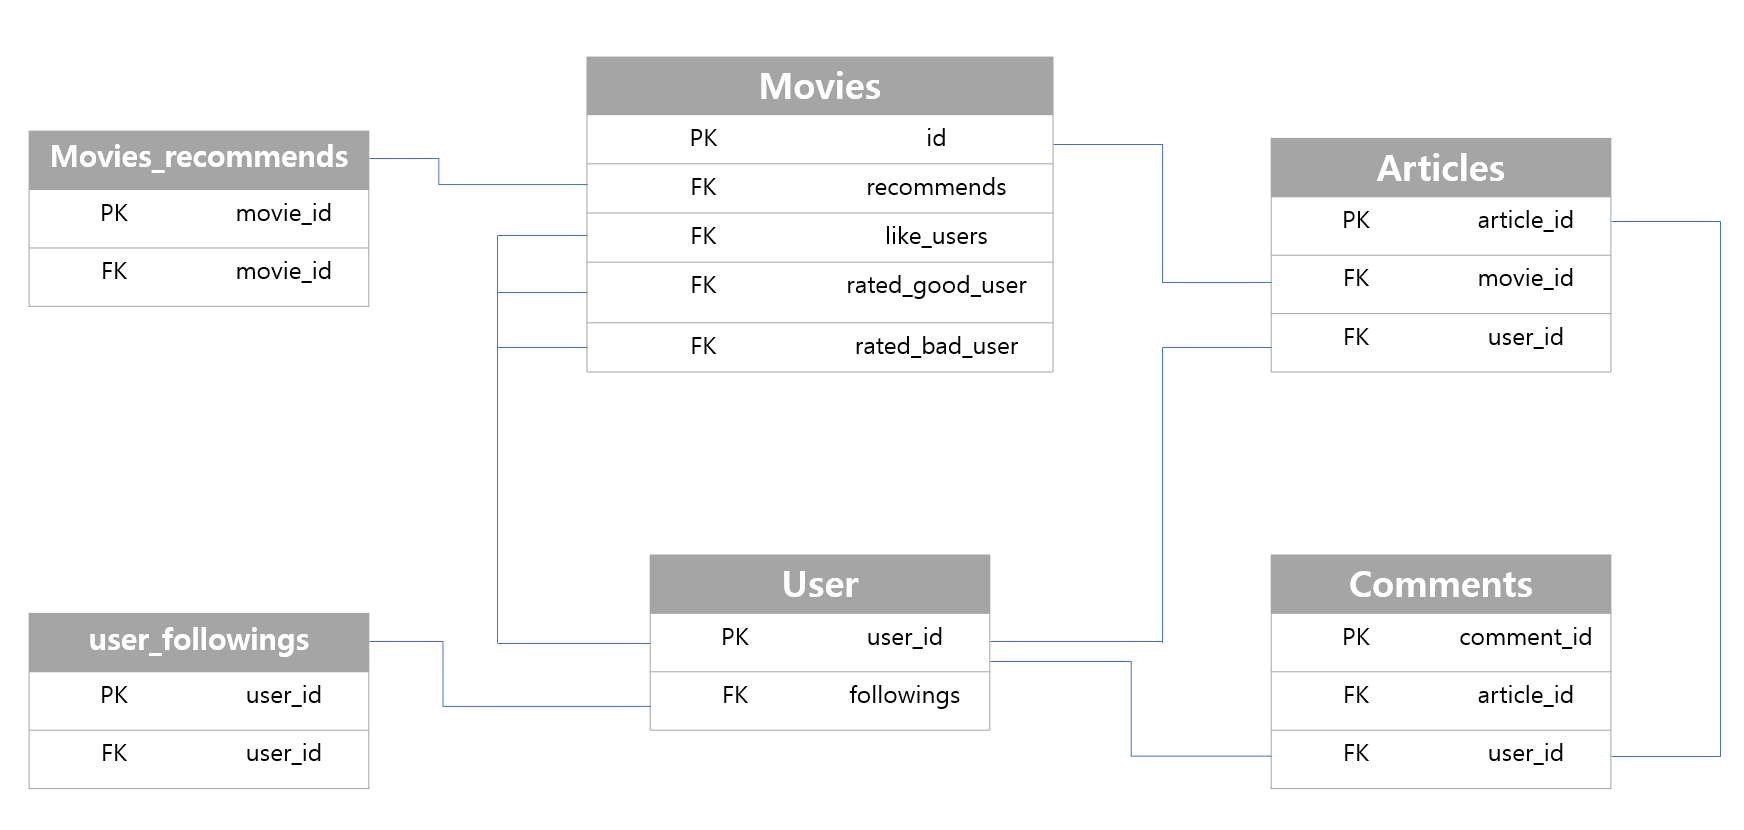 Movies_recommends
PK movie_id
FK movie_id
Movies
PK id
FK recommends
FK like_users
FK rated_good_user
FK rated_bad_user
Articles
PK article_id
FK movie_id
FK user_id
user_followings
PK user_id
FK user_id
User
PK user_id
FK followings
Comments
PK comment_id
FK article_id
FK user_id